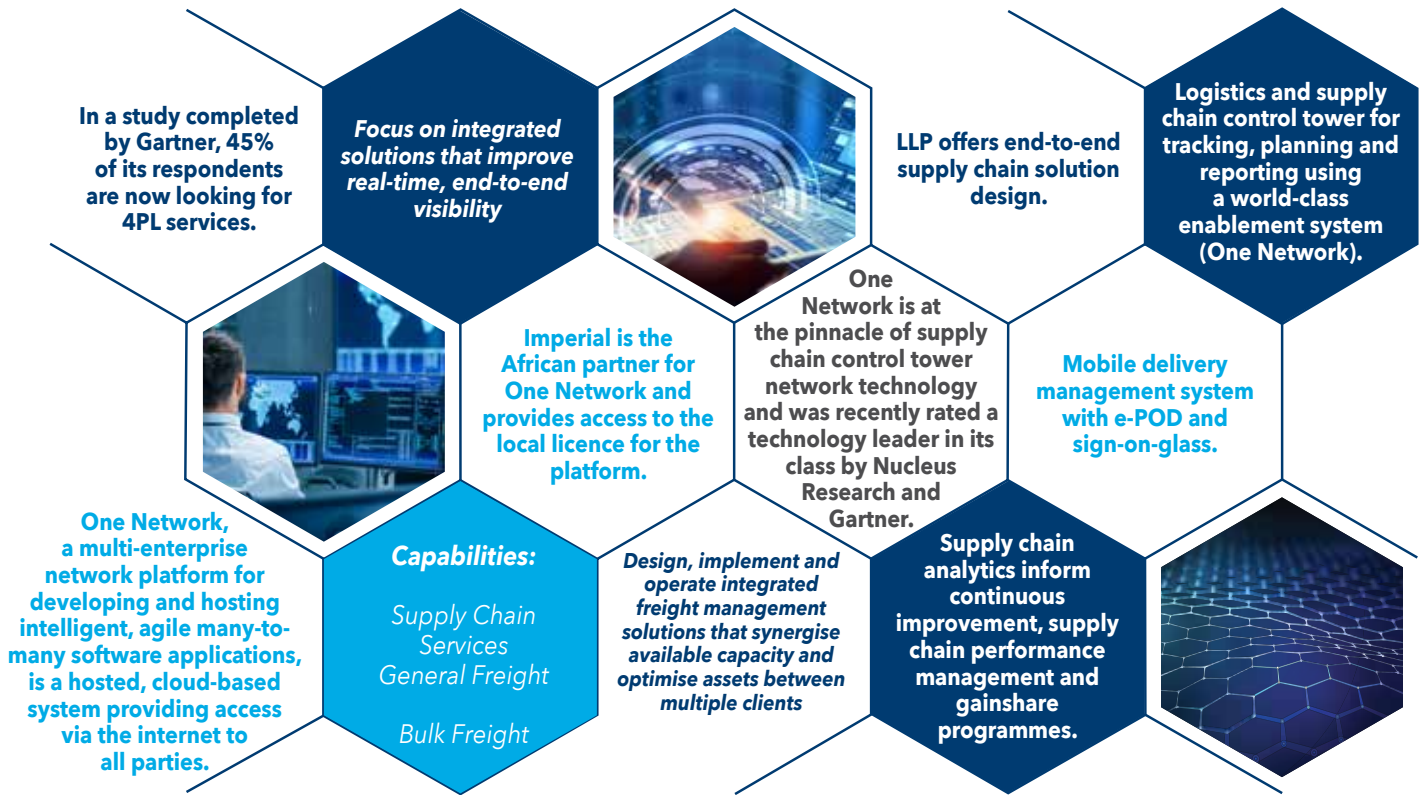 In a study completed
by Gartner, 45%
of its respondents
are now looking for
4PL services.
Focus on integrated
solutions that improve
real-time, end-to-end
visibility
LLP offers end-to-end
supply chain solution
design.
Logistics and supply
chain control tower for
tracking, planning and
reporting using
a world-class
enablement system
(One Network).
Imperial is the
African partner for
One Network and
provides access to the
local licence for the
platform.
One
Network is at
the pinnacle of supply
chain control tower
network technology
and was recently rated a
technology leader in its
class by Nucleus
Research and
Gartner.
Mobile delivery
management system
with e-POD and
sign-on-glass.
One Network,
a multi-enterprise
network platform for
developing and hosting
intelligent, agile many-to-
many software applications,
is a hosted, cloud-based
system providing access
via the internet to
all parties.
Capabilities:
Supply Chain
Services
General Freight
Bulk Freight
Design, implement and
operate integrated
freight management
solutions that synergise
available capacity and
optimise assets between
multiple clients
Supply chain
analytics inform
continuous
improvement, supply
chain performance
management and
gainshare
programmes.